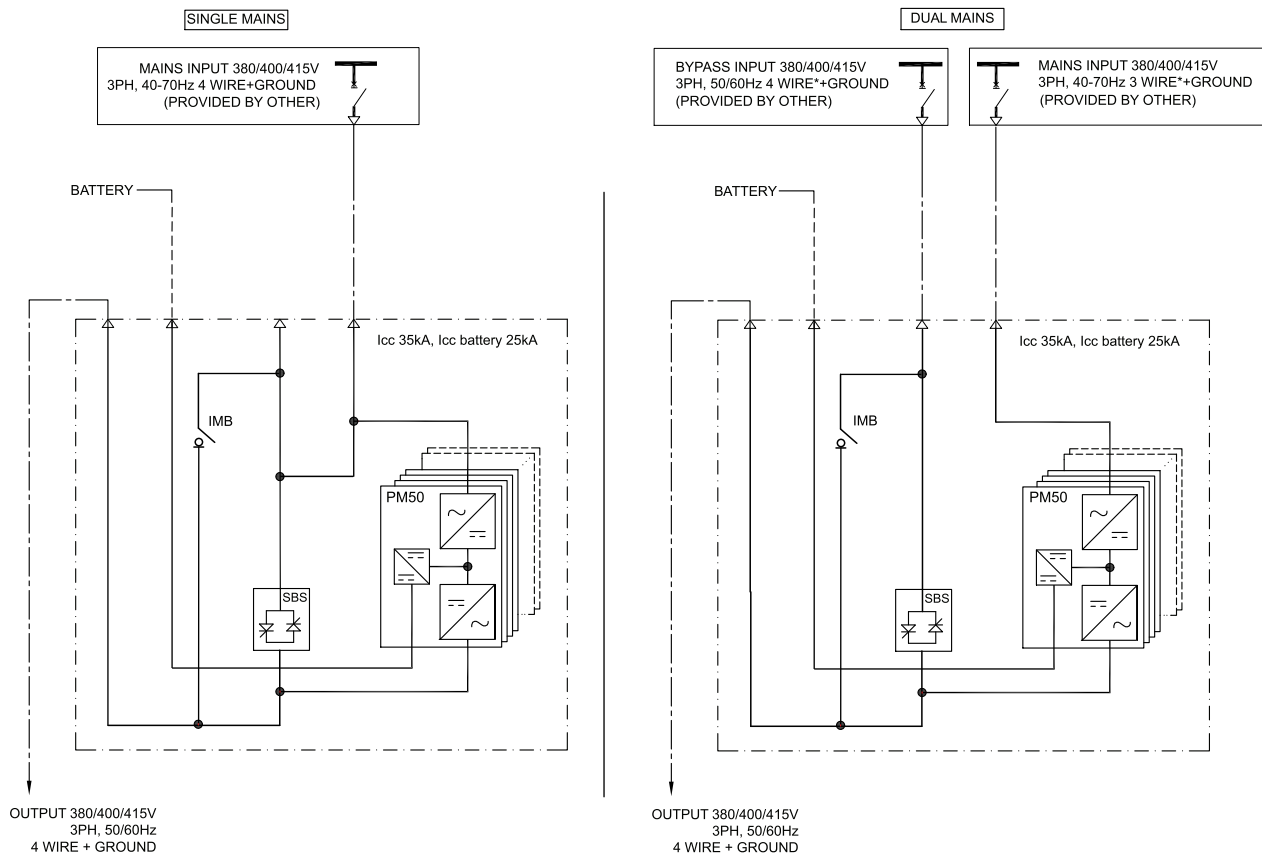 SINGLE MAINS
MAINS INPUT 380/400/415V
3PH, 40-70Hz 4 WIRE+GROUND
(PROVIDED BY OTHER)
BATTERY
Icc 35kA, Icc battery 25kA
IMB
PM50
SBS
OUTPUT 380/400/415V
3PH, 50/60Hz
4 WIRE + GROUND
DUAL MAINS
BYPASS INPUT 380/400/415V
3PH, 50/60Hz 4 WIRE*+GROUND
(PROVIDED BY OTHER)
MAINS INPUT 380/400/415V
3PH, 40-70Hz 3 WIRE*+GROUND
(PROVIDED BY OTHER)
BATTERY
Icc 35kA, Icc battery 25kA
IMB
PM50
SBS
OUTPUT 380/400/415V
3PH, 50/60Hz
4 WIRE + GROUND